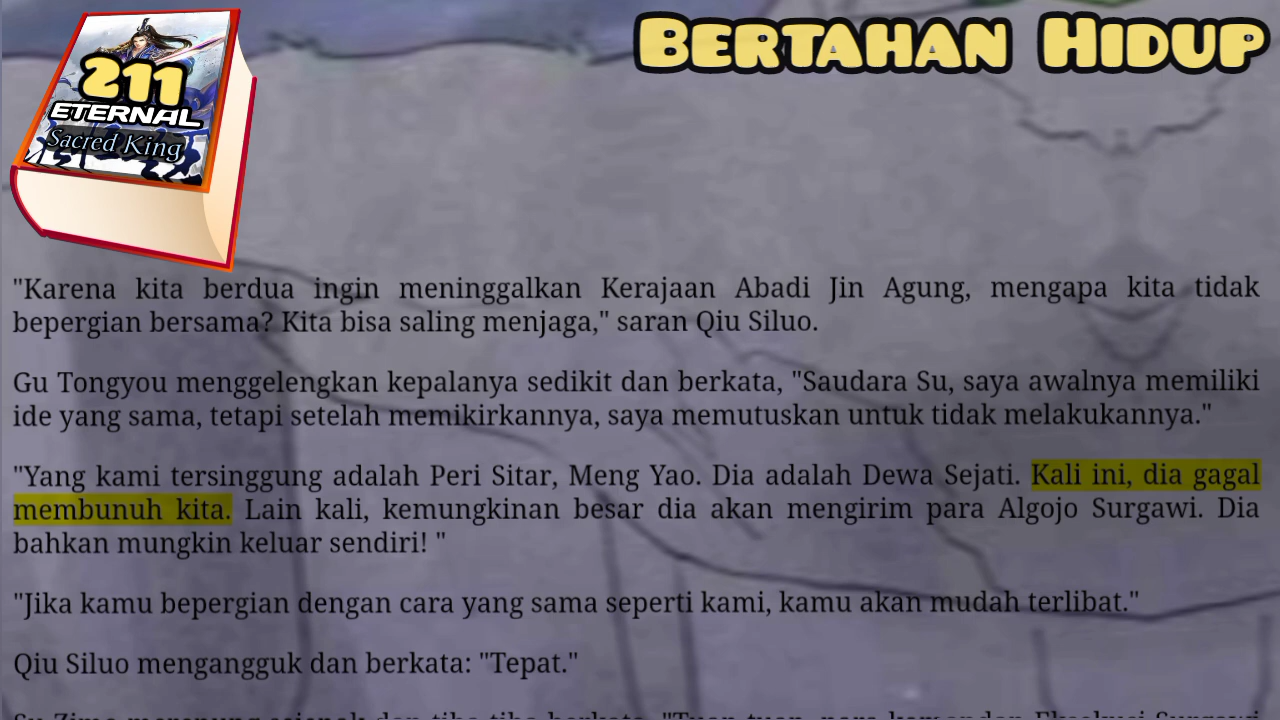 BERTAHAN HIDUP
211
ETERNAL
Sacred King
"Karena kita berdua ingin meninggalkan Kerajaan Abadi Jin Agung, mengapa kita tidak
bepergian bersama? Kita bisa saling menjaga," saran Qiu Siluo.
Gu Tongyou menggelengkan kepalanya sedikit dan berkata, "Saudara Su, saya awalnya memiliki
ide yang sama, tetapi setelah memikirkannya, saya memutuskan untuk tidak melakukannya."
"Yang kami tersinggung adalah Peri Sitar, Meng Yao. Dia adalah Dewa Sejati. Kali ini, dia gagal
membunuh kita. Lain kali, kemungkinan besar dia akan mengirim para Algojo Surgawi. Dia
bahkan mungkin keluar sendiri! "
"Jika kamu bepergian dengan cara yang sama seperti kami, kamu akan mudah terlibat."
Qiu Siluo mengangguk dan berkata: "Tepat."